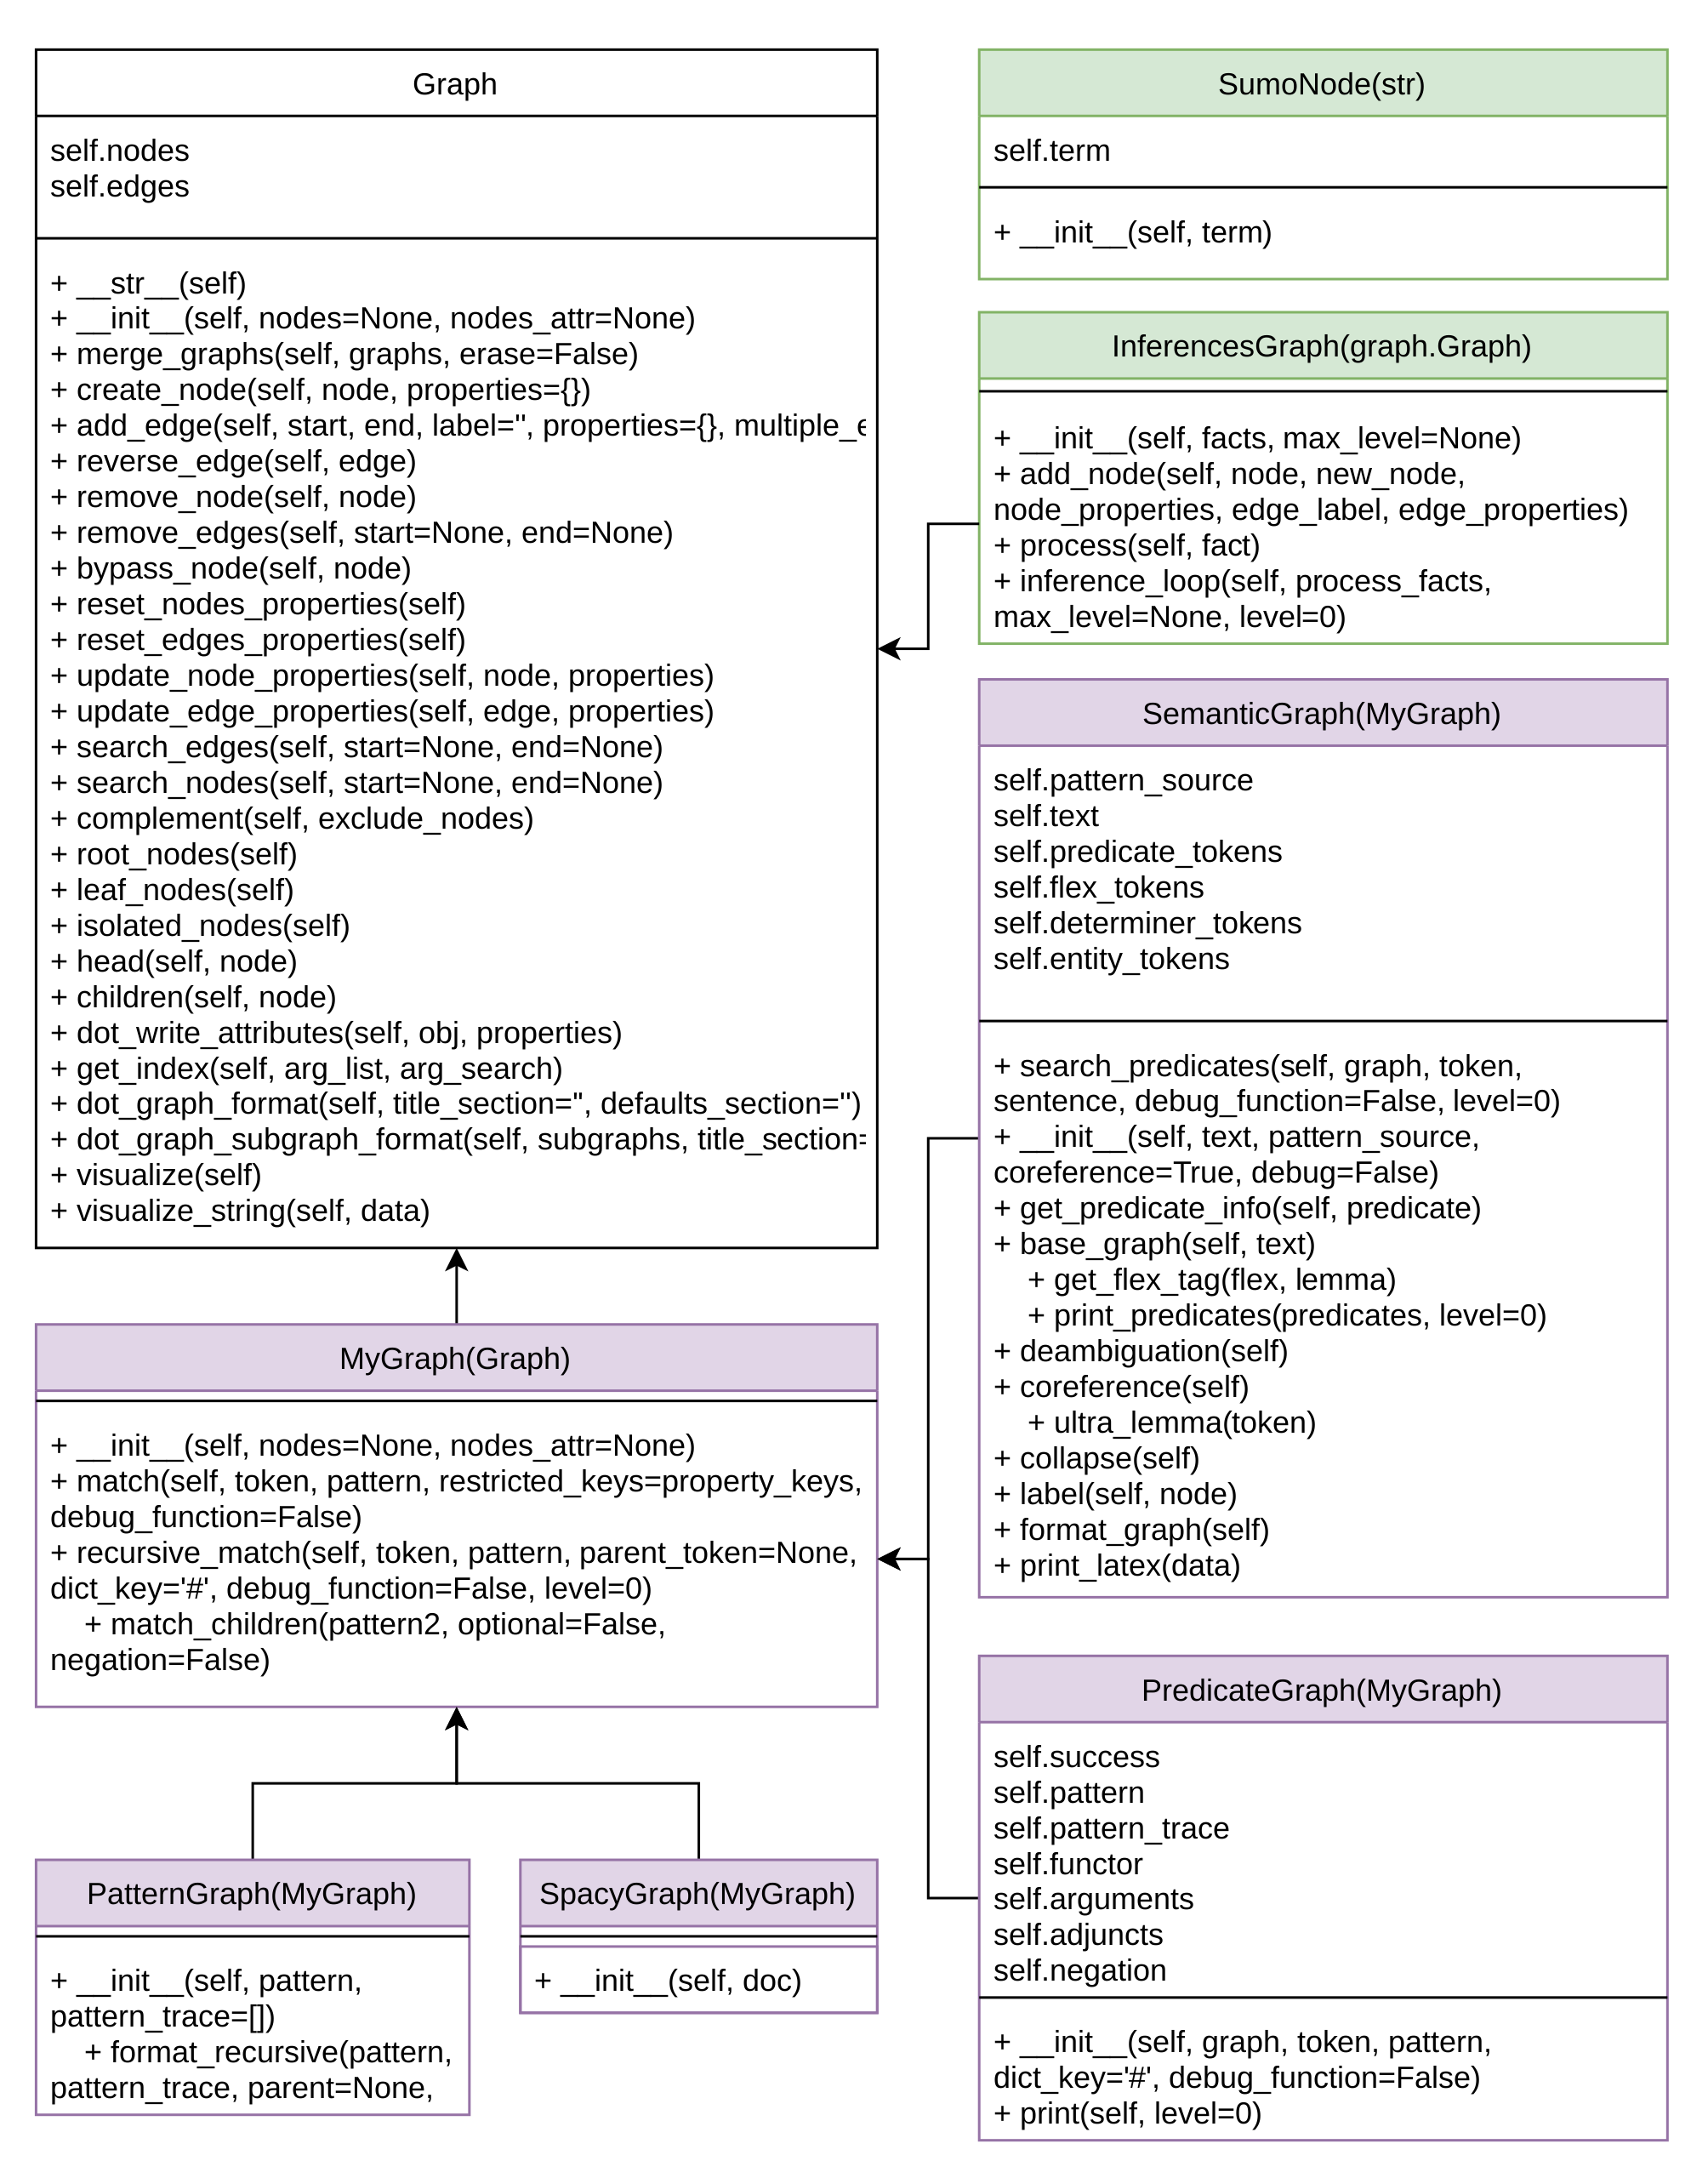 Graph
self.nodes
self.edges
+ __str__(self)
+ __init__(self, nodes=None, nodes_attr=None)
+ merge_graphs(self, graphs, erase=False)
+ create_node(self, node, properties={})
+ add_edge(self, start, end, label='', properties={}, multiple_e
+ reverse_edge(self, edge)
+ remove_node(self, node)
+ remove_edges(self, start=None, end=None)
+ bypass_node(self, node)
+ reset_nodes_properties(self)
+ reset_edges_properties(self)
+ update_node_properties(self, node, properties)
+ update_edge_properties(self, edge, properties)
+ search_edges(self, start=None, end=None)
+ search_nodes(self, start=None, end=None)
+ complement(self, exclude_nodes)
+ root_nodes(self)
+ leaf_nodes(self)
+ isolated_nodes(self)
+ head(self, node)
+ children(self, node)
+ dot_write_attributes(self, obj, properties)
+ get_index(self, arg_list, arg_search)
+ dot_graph_format(self, title_section='', defaults_section='')
+ dot_graph_subgraph_format(self, subgraphs, title_section=
+ visualize(self)
+ visualize_string(self, data)
MyGraph(Graph)
+ __init__(self, nodes=None, nodes_attr=None)
+ match(self, token, pattern, restricted_keys=property_keys,
debug_function=False)
+ recursive_match(self, token, pattern, parent_token=None,
dict_key='#', debug_function=False, level=0)
+ match_children(pattern2, optional=False,
negation=False)
PatternGraph(MyGraph)
+ __init__(self, pattern,
pattern_trace=[])
+ format_recursive(pattern,
pattern_trace, parent=None,
SpacyGraph(MyGraph)
+ __init__(self, doc)
SumoNode(str)
self.term
+ __init__(self, term)
InferencesGraph(graph.Graph)
+ __init__(self, facts, max_level=None)
+ add_node(self, node, new_node,
node_properties, edge_label, edge_properties)
+ process(self, fact)
+ inference_loop(self, process_facts,
max_level=None, level=0)
SemanticGraph(MyGraph)
self.pattern_source
self.text
self.predicate_tokens
self.flex_tokens
self.determiner_tokens
self.entity_tokens
+ search_predicates(self, graph, token,
sentence, debug_function=False, level=0)
+ __init__(self, text, pattern_source,
coreference=True, debug=False)
+ get_predicate_info(self, predicate)
+ base_graph(self, text)
+ get_flex_tag(flex, lemma)
+ print_predicates(predicates, level=0)
+ deambiguation(self)
+ coreference(self)
+ ultra_lemma(token)
+ collapse(self)
+ label(self, node)
+ format_graph(self)
+ print_latex(data)
PredicateGraph(MyGraph)
self.success
self.pattern
self.pattern_trace
self.functor
self.arguments
self.adjuncts
self.negation
+ __init__(self, graph, token, pattern,
dict_key='#', debug_function=False)
+ print(self, level=0)